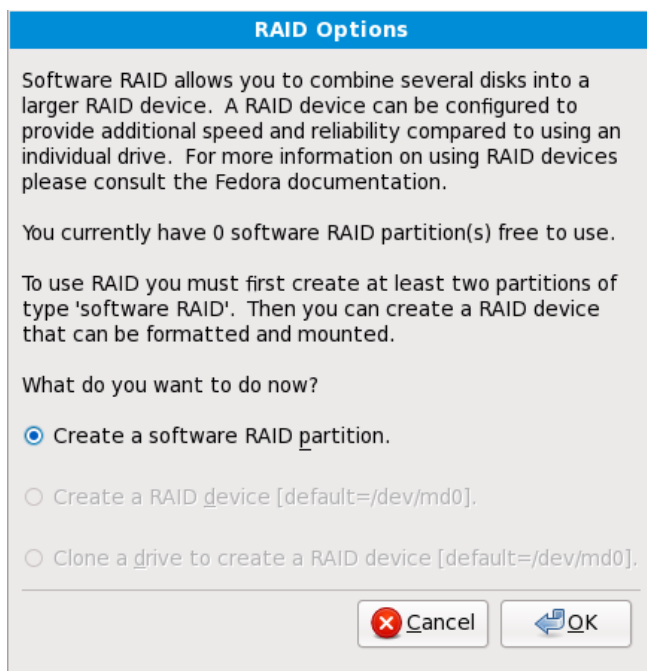 RAID Options
Software RAID allows you to combine several disks into a
larger RAID device. A RAID device can be configured to
provide additional speed and reliability compared to using an
individual drive. For more information on using RAID devices
please consult the Fedora documentation.
You currently have 0 software RAID partition(s) free to use.
To use RAID you must first create at least two partitions of
type 'software RAID'. Then you can create a RAID device
that can be formatted and mounted.
What do you want to do now?
Create a software RAID partition.
Create a RAID device [default=/dev/md0].
Clone a drive to create a RAID device [default=/dev/md0].
Cancel OK